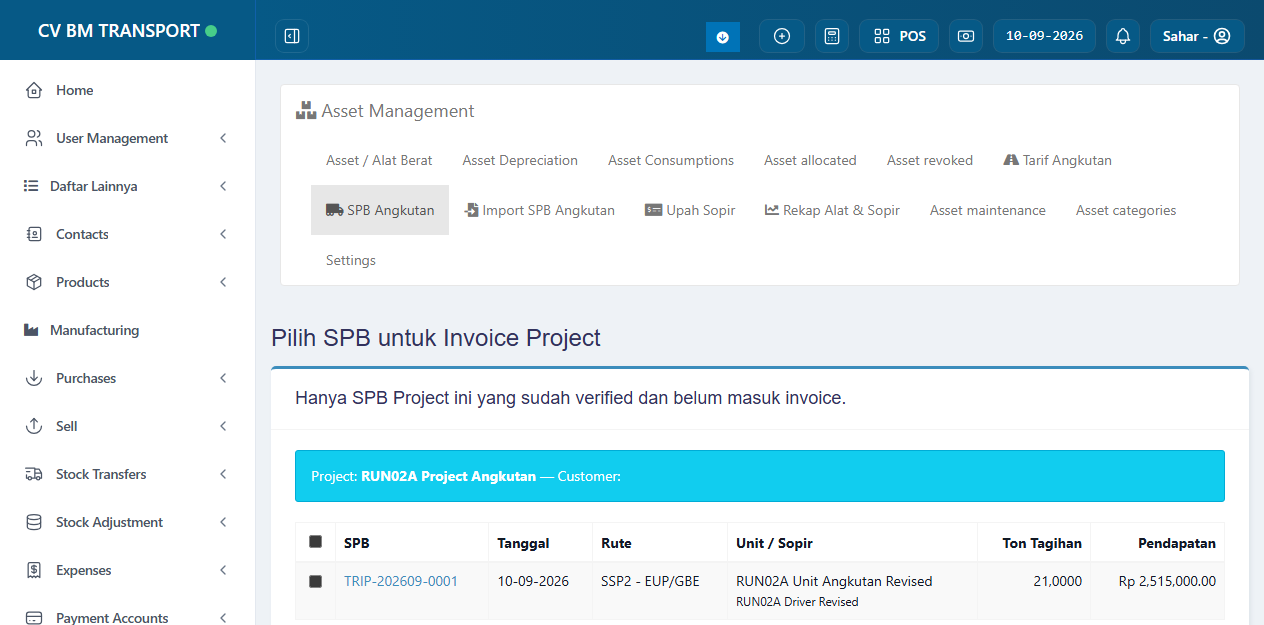 CV BM TRANSPORT
POS
10-09-2026
Sahar -
Home
User Management
Daftar Lainnya
Contacts
Products
Manufacturing
Purchases
Sell
Stock Transfers
Stock Adjustment
Expenses
Payment Accounts
Asset Management
Asset / Alat Berat Asset Depreciation Asset Consumptions Asset allocated Asset revoked Tarif Angkutan
SPB Angkutan Import SPB Angkutan Upah Sopir Rekap Alat & Sopir Asset maintenance Asset categories
Settings
Pilih SPB untuk Invoice Project
Hanya SPB Project ini yang sudah verified dan belum masuk invoice.
Project: RUN02A Project Angkutan — Customer:
SPB Tanggal Rute Unit / Sopir Ton Tagihan Pendapatan
TRIP-202609-0001 10-09-2026 SSP2 - EUP/GBE RUN02A Unit Angkutan Revised 21,0000 Rp 2,515,000.00
RUN02A Driver Revised